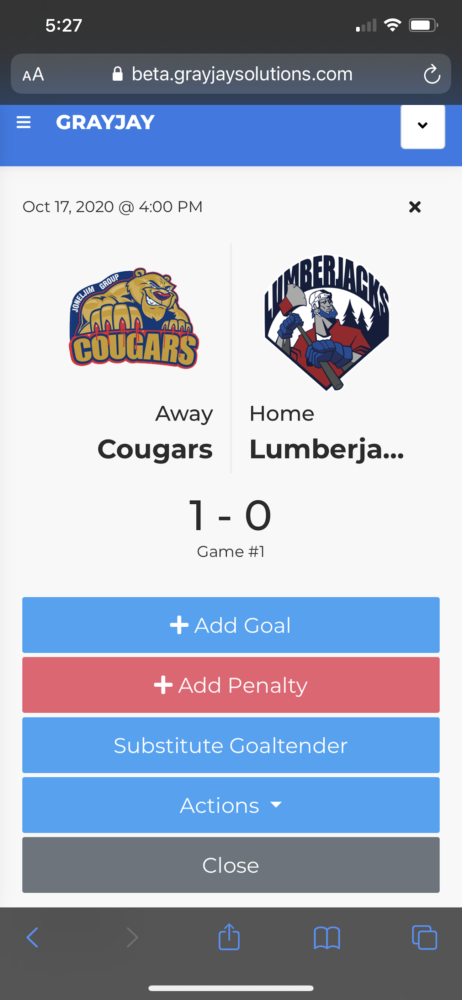 5:27
AA beta.grayjaysolutions.com
GRAYJAY
Oct 17, 2020 @ 4:00 PM
JONELJIM GROUP
COUGARS
LUMBERJACKS
Away
Cougars
Home
Lumberja...
1 - 0
Game #1
Add Goal
Add Penalty
Substitute Goaltender
Actions
Close